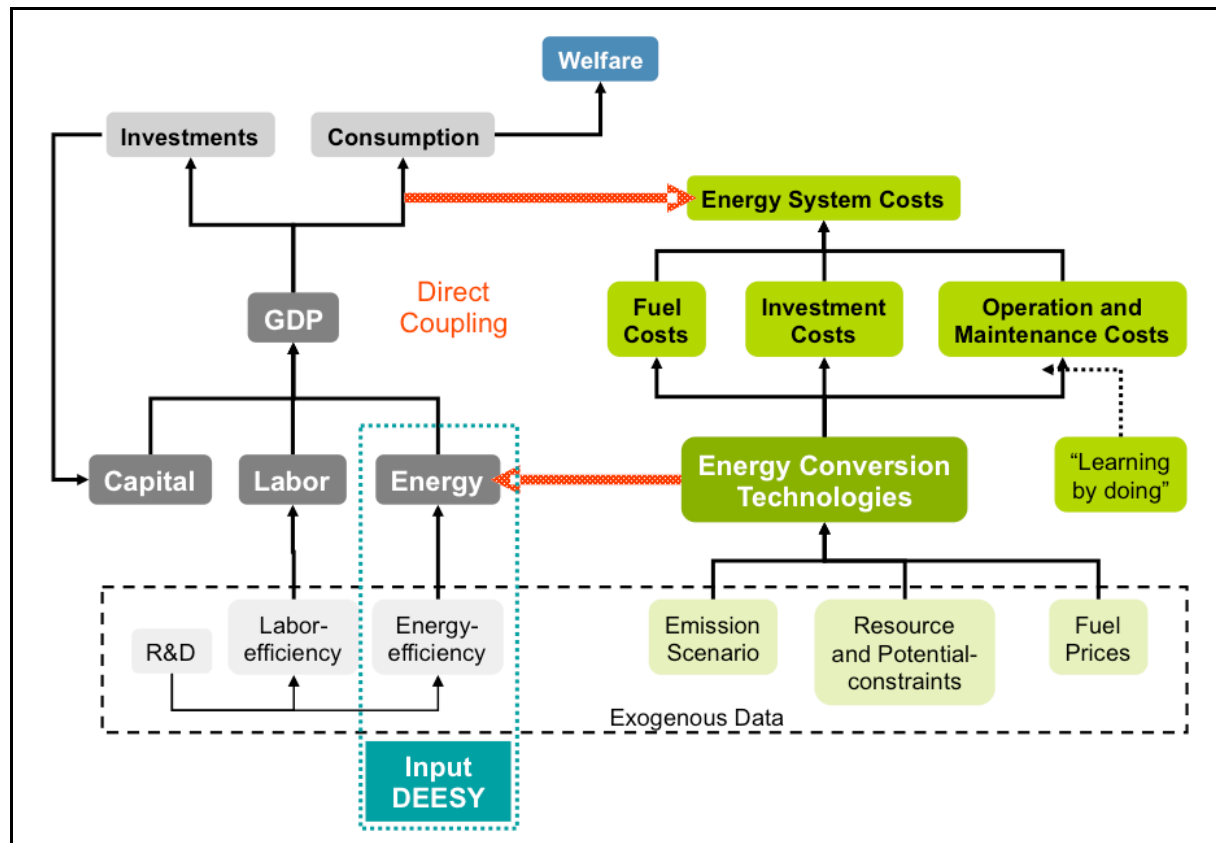 Welfare
Investments
Consumption
Energy System Costs
Direct
Coupling
GDP
Fuel
Costs
Investment
Costs
Operation and
Maintenance Costs
Capital
Labor
Energy
Energy Conversion
Technologies
“Learning
by doing”
R&D
Labor-
efficiency
Energy-
efficiency
Emission
Scenario
Resource
and Potential-
constraints
Fuel
Prices
Exogenous Data
Input
DEESY